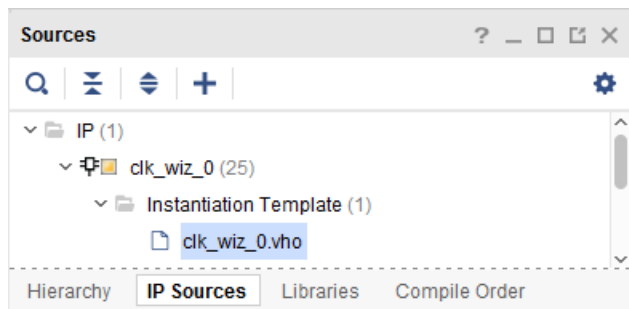 Sources
IP (1)
clk_wiz_0 (25)
Instantiation Template (1)
clk_wiz_0.vho
Hierarchy IP Sources Libraries Compile Order